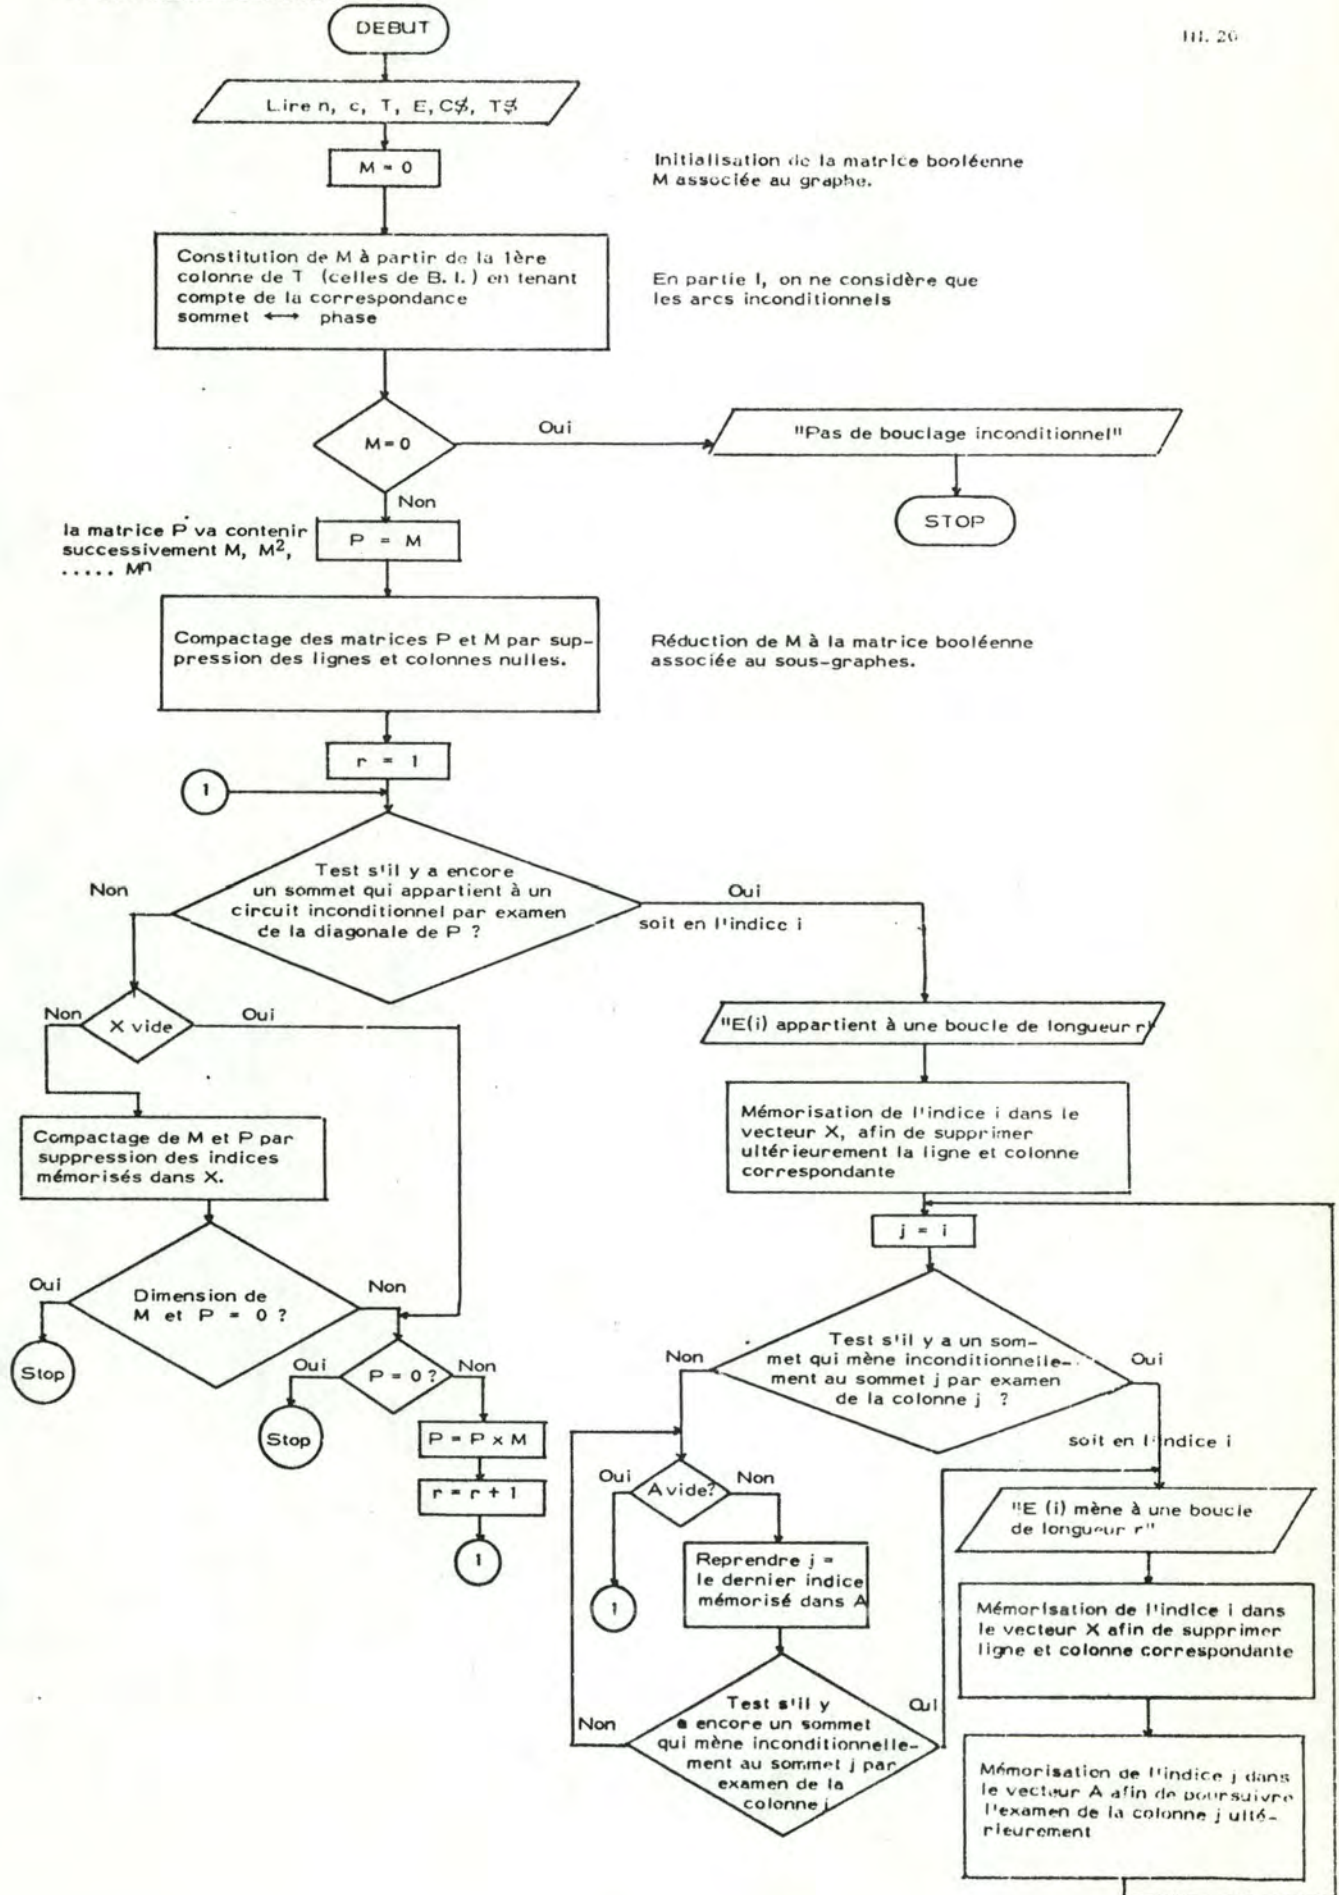 DEBUT
III. 20
Lire n, c, T, E, C$, T$
M = 0
Initialisation de la matrice booléenne
M associée au graphe.
Constitution de M à partir de la 1ère
colonne de T (celles de B. I.) en tenant
compte de la correspondance
sommet ⟷ phase
En partie I, on ne considère que
les arcs inconditionnels
M = 0
Oui
"Pas de bouclage inconditionnel"
STOP
Non
la matrice P va contenir
successivement M, M²,
..... Mⁿ
P = M
Compactage des matrices P et M par sup-
pression des lignes et colonnes nulles.
Réduction de M à la matrice booléenne
associée au sous-graphes.
r = 1
1
Test s'il y a encore
un sommet qui appartient à un
circuit inconditionnel par examen
de la diagonale de P ?
Non
Oui
soit en l'indice i
X vide
Non
Oui
"E(i) appartient à une boucle de longueur r"
Compactage de M et P par
suppression des indices
mémorisés dans X.
Mémorisation de l'indice i dans le
vecteur X, afin de supprimer
ultérieurement la ligne et colonne
correspondante
j = i
Dimension de
M et P = 0 ?
Oui
Non
Stop
P = 0 ?
Oui
Non
Stop
P = P x M
r = r + 1
1
Test s'il y a un som-
met qui mène inconditionnelle-
ment au sommet j par examen
de la colonne j ?
Non
Oui
soit en l'indice i
A vide?
Oui
Non
1
Reprendre j =
le dernier indice
mémorisé dans A
"E (i) mène à une boucle
de longueur r"
Mémorisation de l'indice i dans
le vecteur X afin de supprimer
ligne et colonne correspondante
Test s'il y
a encore un sommet
qui mène inconditionnelle-
ment au sommet j par
examen de la
colonne j
Non
Oui
Mémorisation de l'indice j dans
le vecteur A afin de poursuivre
l'examen de la colonne j ulté-
rieurement